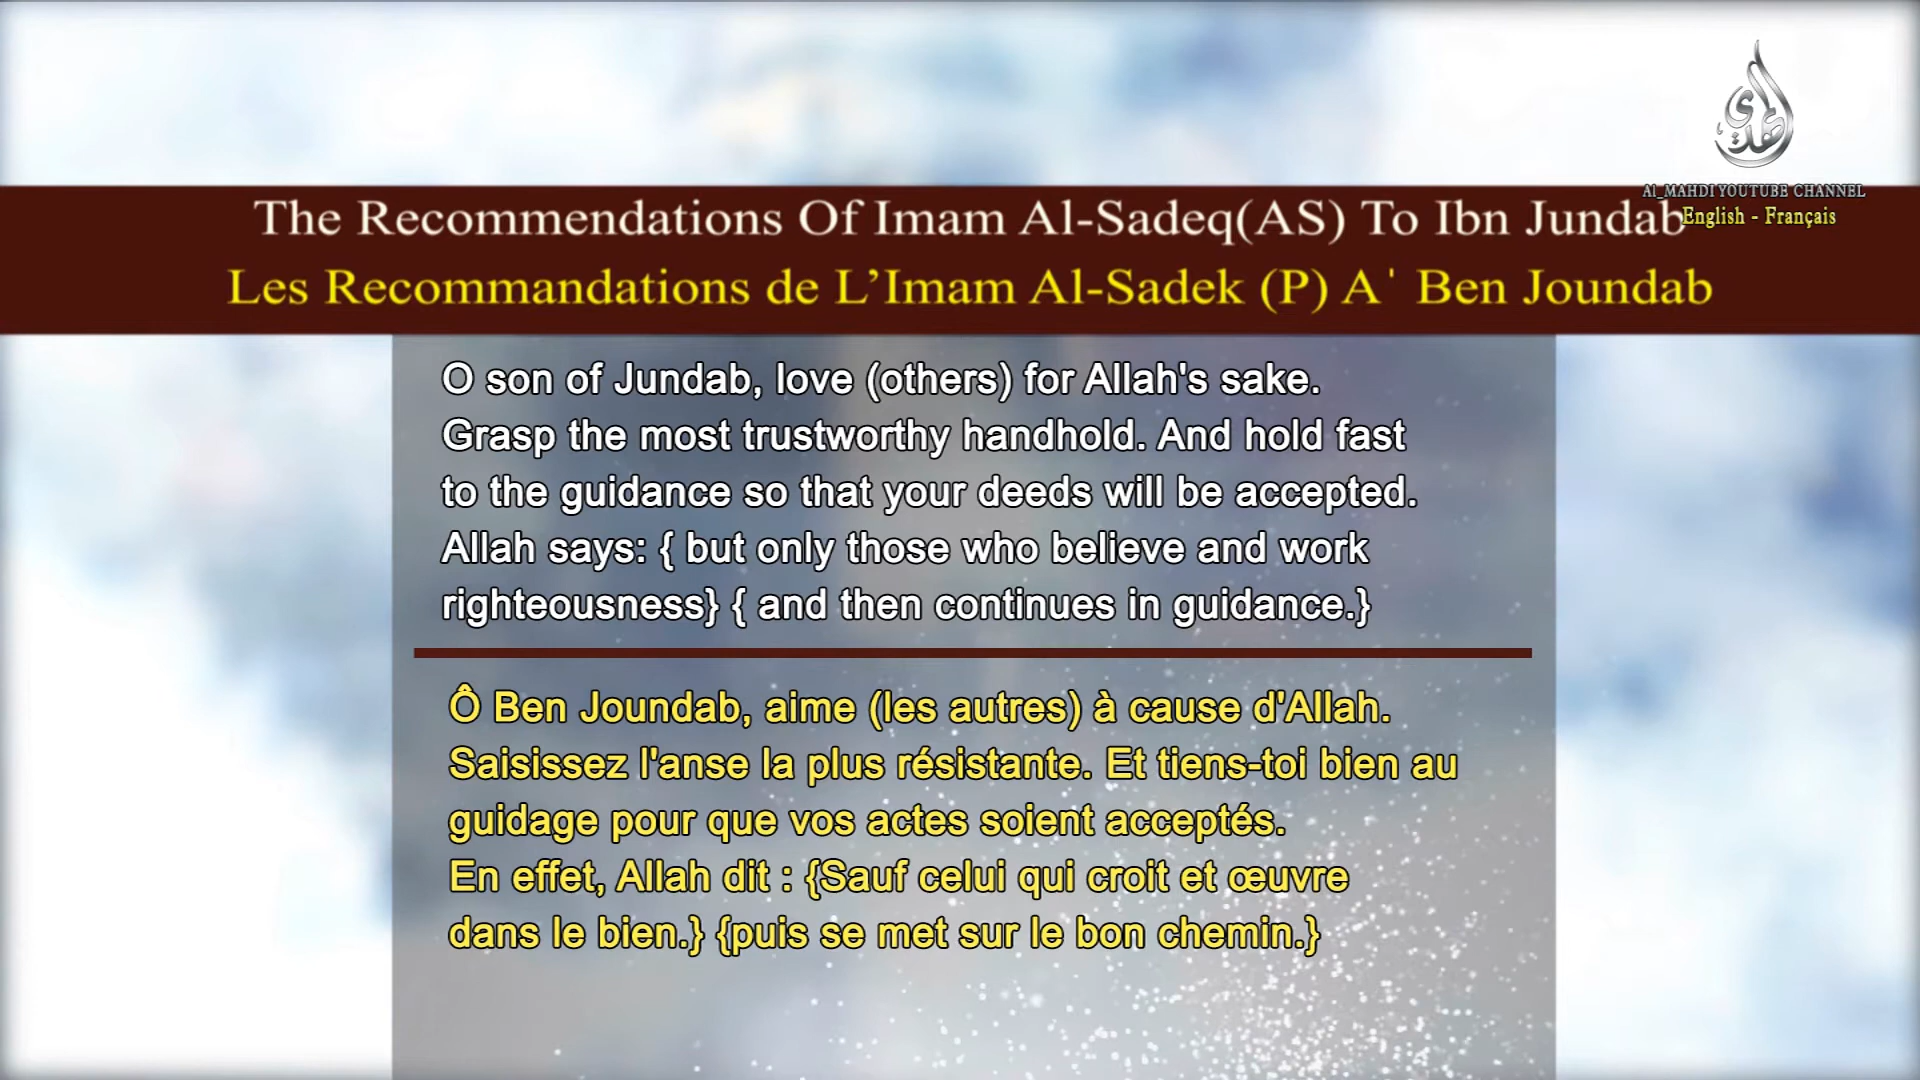 المهدي
Al_MAHDI YOUTUBE CHANNEL
English - Français
The Recommendations Of Imam Al-Sadeq(AS) To Ibn Jundab
Les Recommandations de L’Imam Al-Sadek (P) Aˈ Ben Joundab
O son of Jundab, love (others) for Allah's sake.
Grasp the most trustworthy handhold. And hold fast
to the guidance so that your deeds will be accepted.
Allah says: { but only those who believe and work
righteousness} { and then continues in guidance.}
Ô Ben Joundab, aime (les autres) à cause d'Allah.
Saisissez l'anse la plus résistante. Et tiens-toi bien au
guidage pour que vos actes soient acceptés.
En effet, Allah dit : {Sauf celui qui croit et œuvre
dans le bien.} {puis se met sur le bon chemin.}